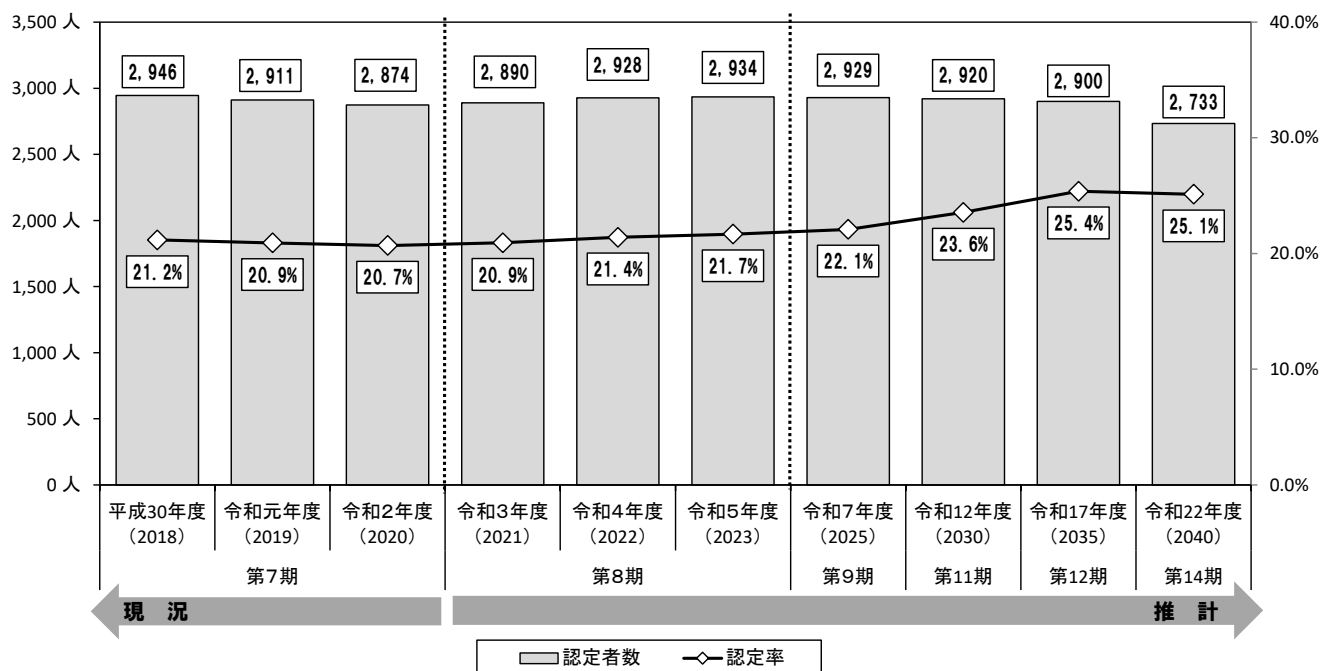 3,500 人
3,000 人
2,500 人
2,000 人
1,500 人
1,000 人
500 人
0 人
40.0%
30.0%
20.0%
10.0%
0.0%
2,946
2,911
2,874
2,890
2,928
2,934
2,929
2,920
2,900
2,733
21.2%
20.9%
20.7%
20.9%
21.4%
21.7%
22.1%
23.6%
25.4%
25.1%
平成30年度
（2018）
令和元年度
（2019）
令和２年度
（2020）
令和３年度
（2021）
令和４年度
（2022）
令和５年度
（2023）
令和７年度
（2025）
令和12年度
（2030）
令和17年度
（2035）
令和22年度
（2040）
第７期
第８期
第９期
第11期
第12期
第14期
現 況
推 計
認定者数
認定率